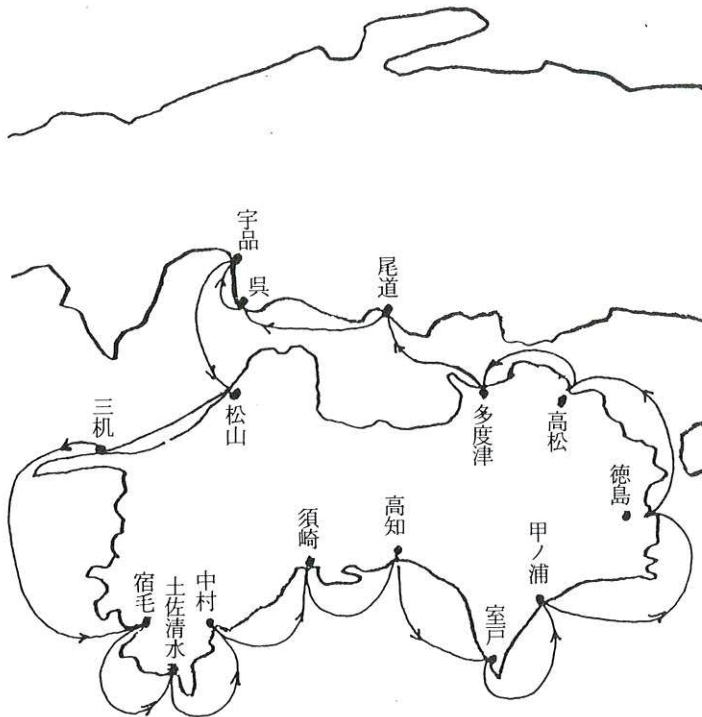 宇品
呉
尾道
三机
松山
多度津
高松
徳島
須崎
高知
甲ノ浦
宿毛
土佐清水
中村
室戸